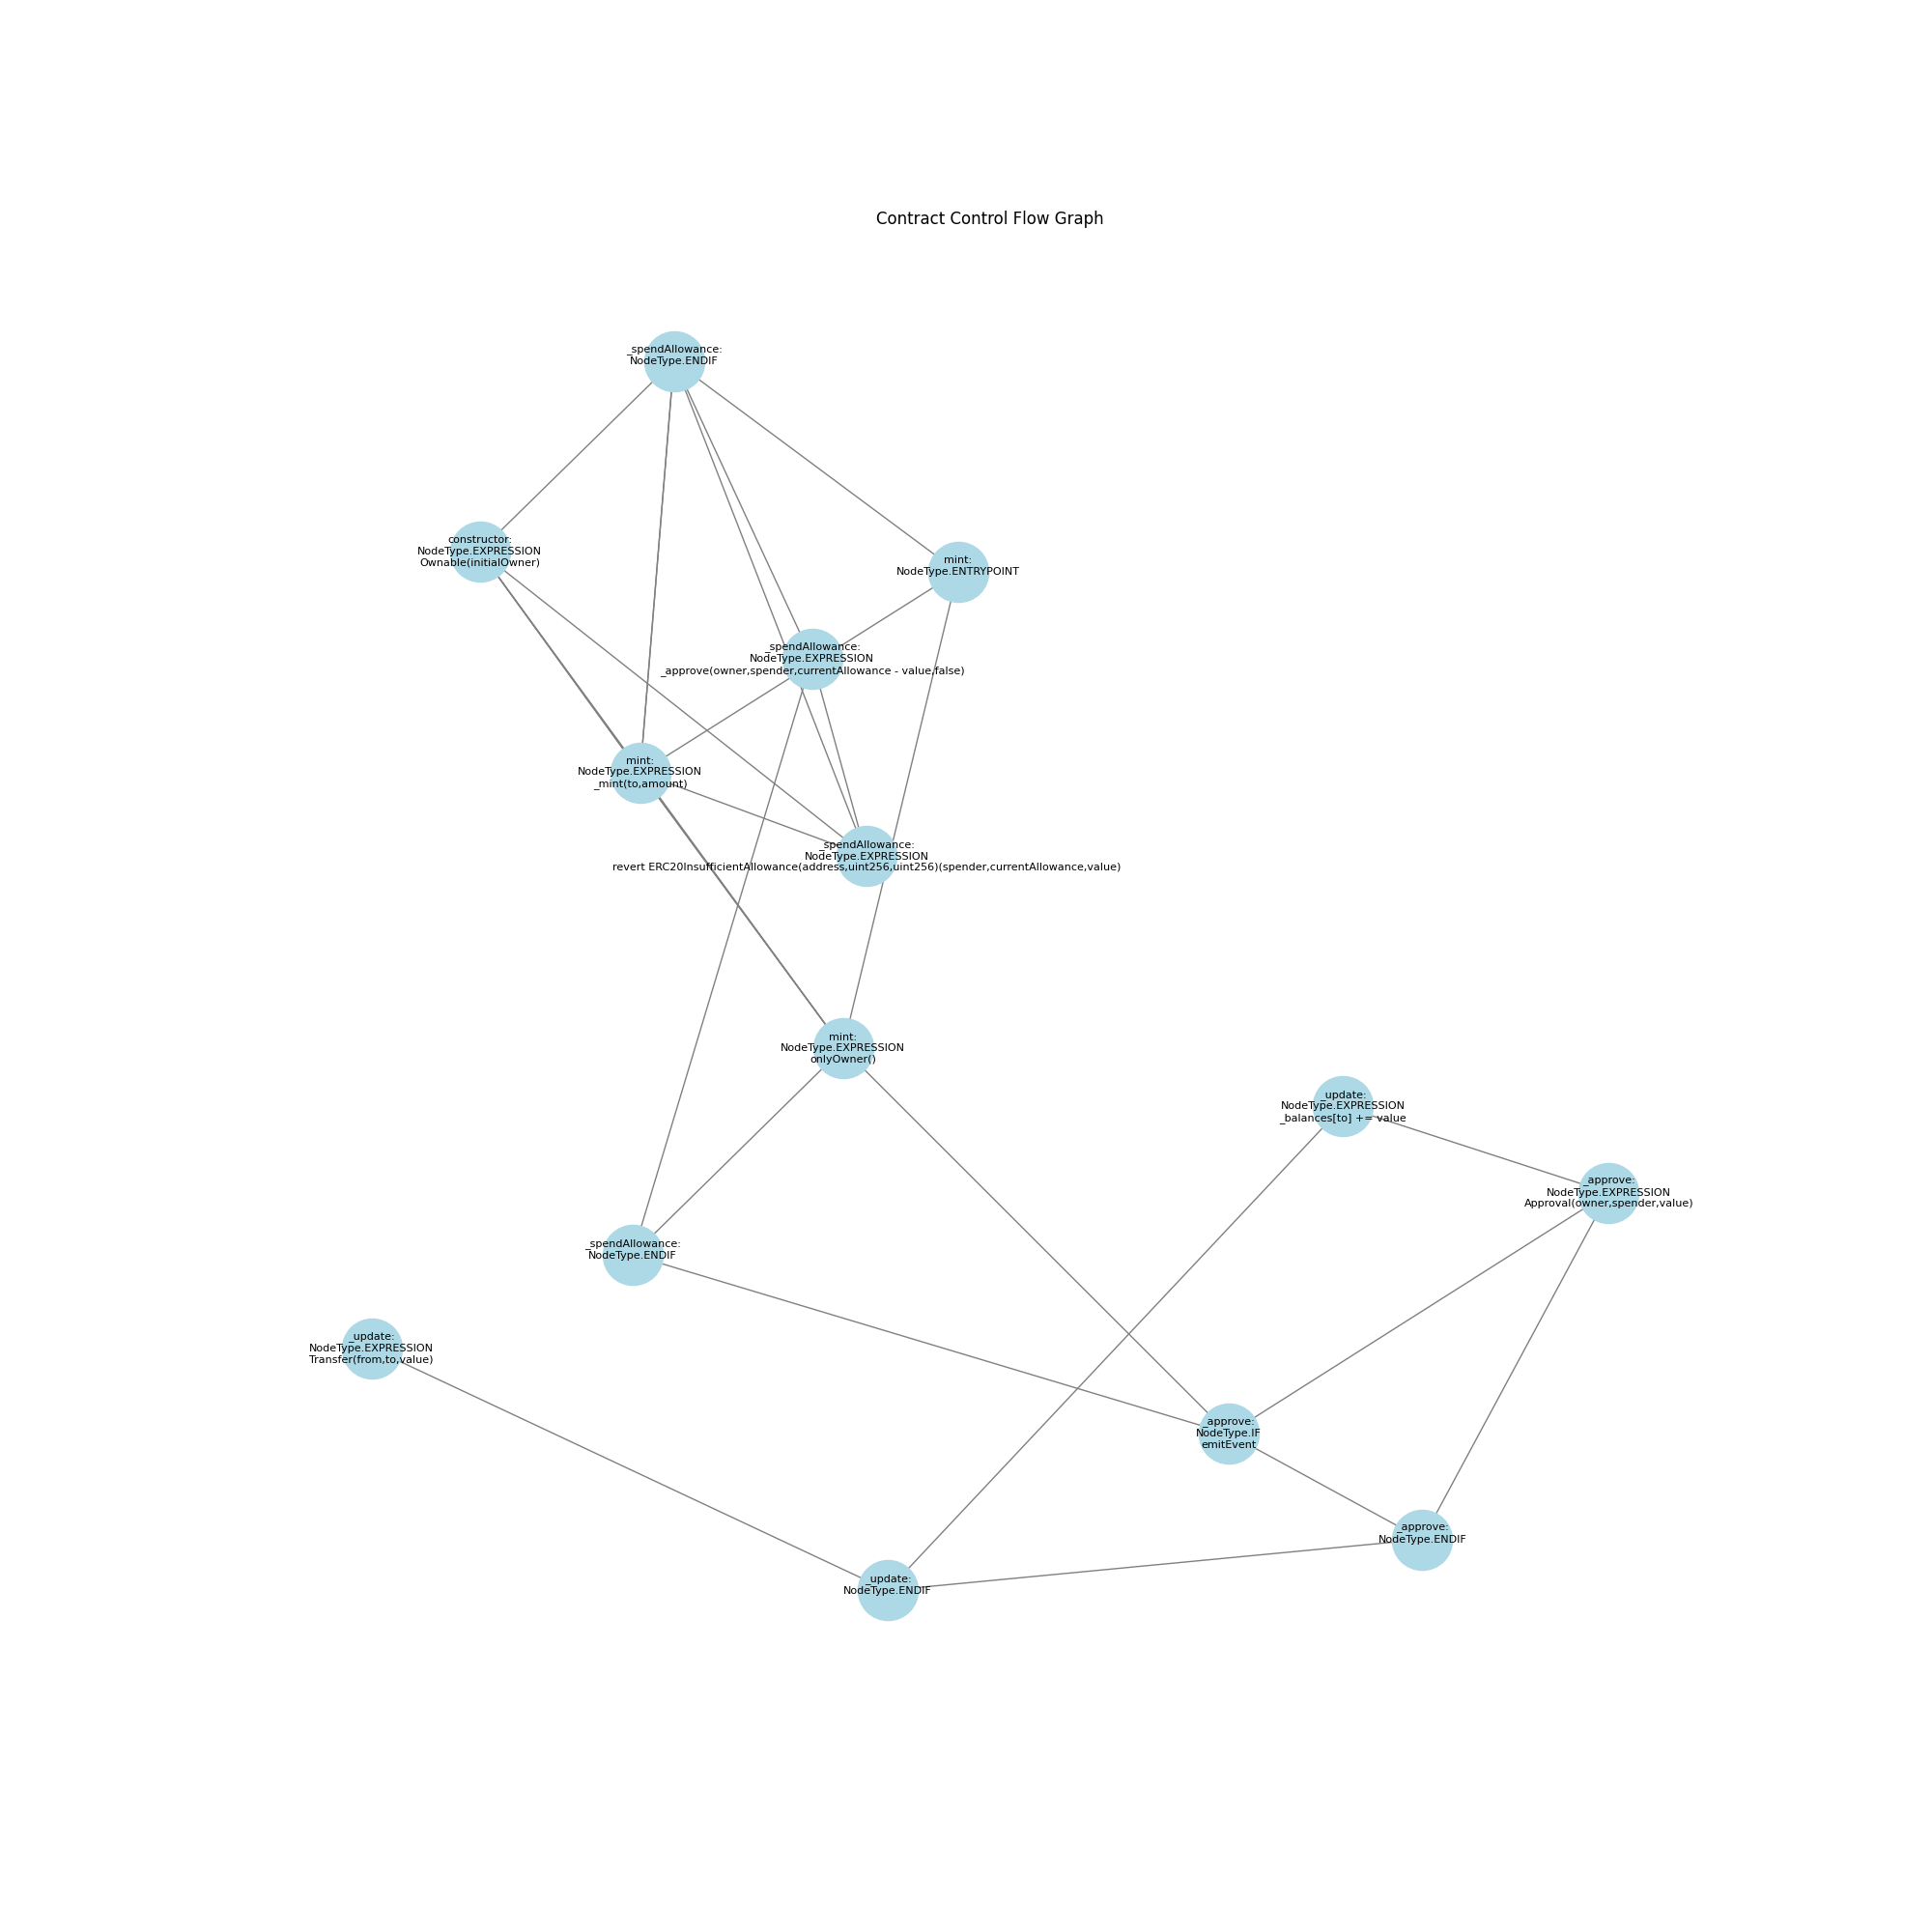 Contract Control Flow Graph
_spendAllowance:
NodeType.ENDIF
constructor:
NodeType.EXPRESSION
Ownable(initialOwner)
mint:
NodeType.ENTRYPOINT
_spendAllowance:
NodeType.EXPRESSION
_approve(owner,spender,currentAllowance - value,false)
mint:
NodeType.EXPRESSION
_mint(to,amount)
_spendAllowance:
NodeType.EXPRESSION
revert ERC20InsufficientAllowance(address,uint256,uint256)(spender,currentAllowance,value)
mint:
NodeType.EXPRESSION
onlyOwner()
_update:
NodeType.EXPRESSION
_balances[to] += value
_approve:
NodeType.EXPRESSION
Approval(owner,spender,value)
_spendAllowance:
NodeType.ENDIF
_update:
NodeType.EXPRESSION
Transfer(from,to,value)
_approve:
NodeType.IF
emitEvent
_approve:
NodeType.ENDIF
_update:
NodeType.ENDIF